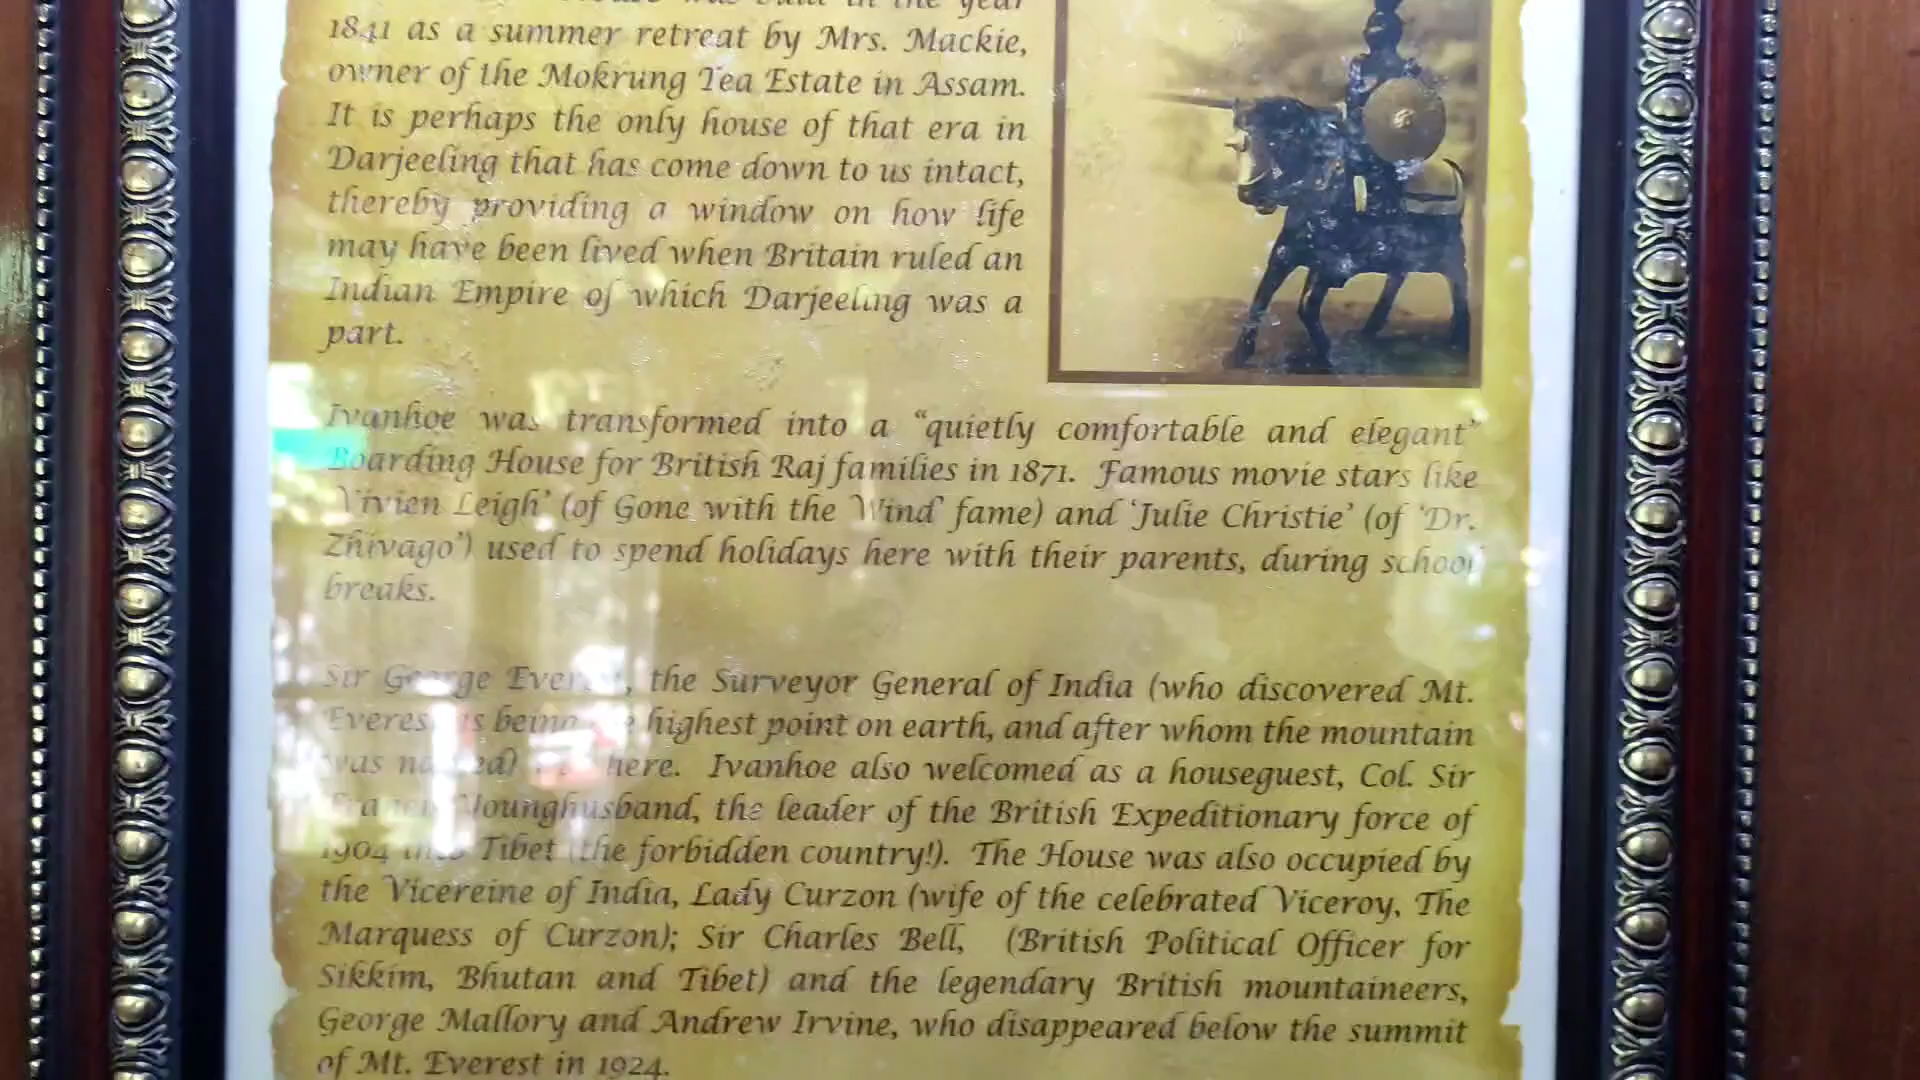 was built in the year
1841 as a summer retreat by Mrs. Mackie,
owner of the Mokrung Tea Estate in Assam.
It is perhaps the only house of that era in
Darjeeling that has come down to us intact,
thereby providing a window on how life
may have been lived when Britain ruled an
Indian Empire of which Darjeeling was a
part.
Ivanhoe was transformed into a “quietly comfortable and elegant”
Boarding House for British Raj families in 1871. Famous movie stars like
'Vivien Leigh’ (of Gone with the Wind’ fame) and ‘Julie Christie’ (of ‘Dr.
Zhivago’) used to spend holidays here with their parents, during school
breaks.
Sir George Everest, the Surveyor General of India (who discovered Mt.
being highest point on earth, and after whom the mountain
was here. Ivanhoe also welcomed as a houseguest, Col. Sir
Younghusband, the leader of the British Expeditionary force of
1904 into Tibet (the forbidden country!). The House was also occupied by
the Vicereine of India, Lady Curzon (wife of the celebrated Viceroy, The
Marquess of Curzon); Sir Charles Bell, (British Political Officer for
Sikkim, Bhutan and Tibet) and the legendary British mountaineers,
George Mallory and Andrew Irvine, who disappeared below the summit
of Mt. Everest in 1924.